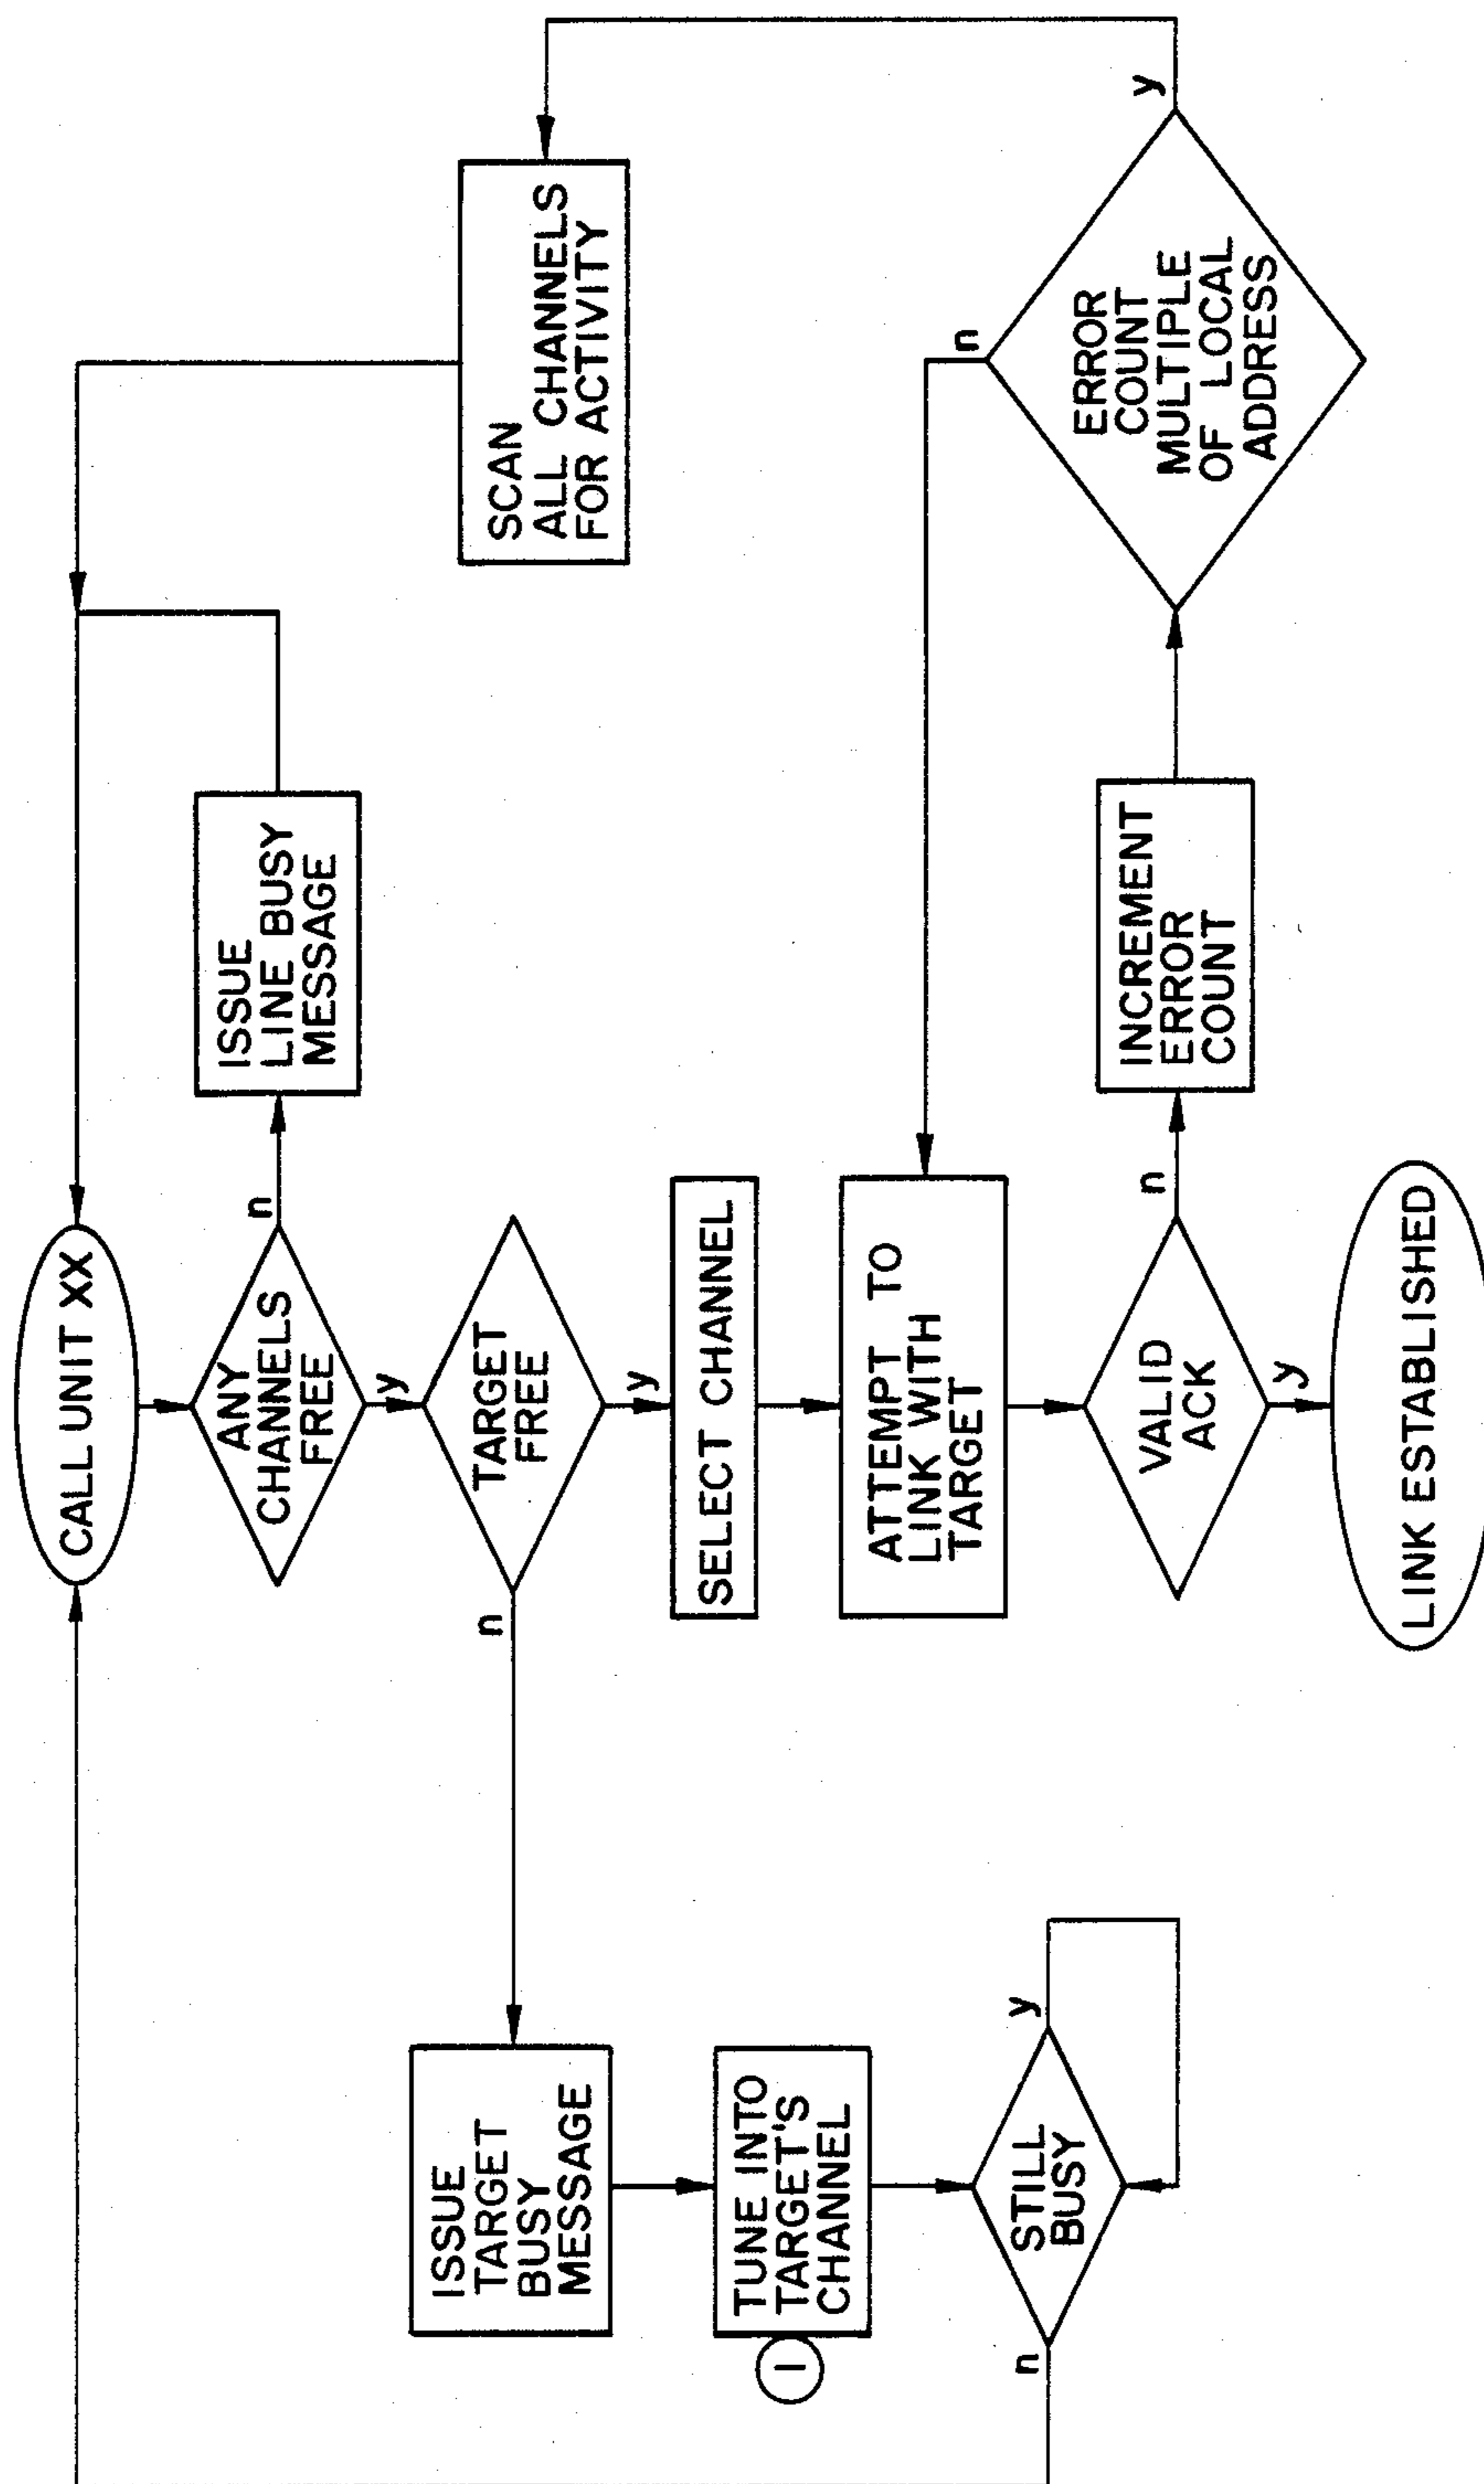 CALL UNIT XX
ANY
CHANNELS
FREE
n
y
ISSUE
LINE BUSY
MESSAGE
TARGET
FREE
n
y
SCAN
ALL CHANNELS
FOR ACTIVITY
ISSUE
TARGET
BUSY
MESSAGE
SELECT CHANNEL
TUNE INTO
TARGET'S
CHANNEL
1
ATTEMPT TO
LINK WITH
TARGET
STILL
BUSY
y
n
VALID
ACK
n
y
INCREMENT
ERROR
COUNT
ERROR
COUNT
MULTIPLE
OF LOCAL
ADDRESS
n
y
LINK ESTABLISHED